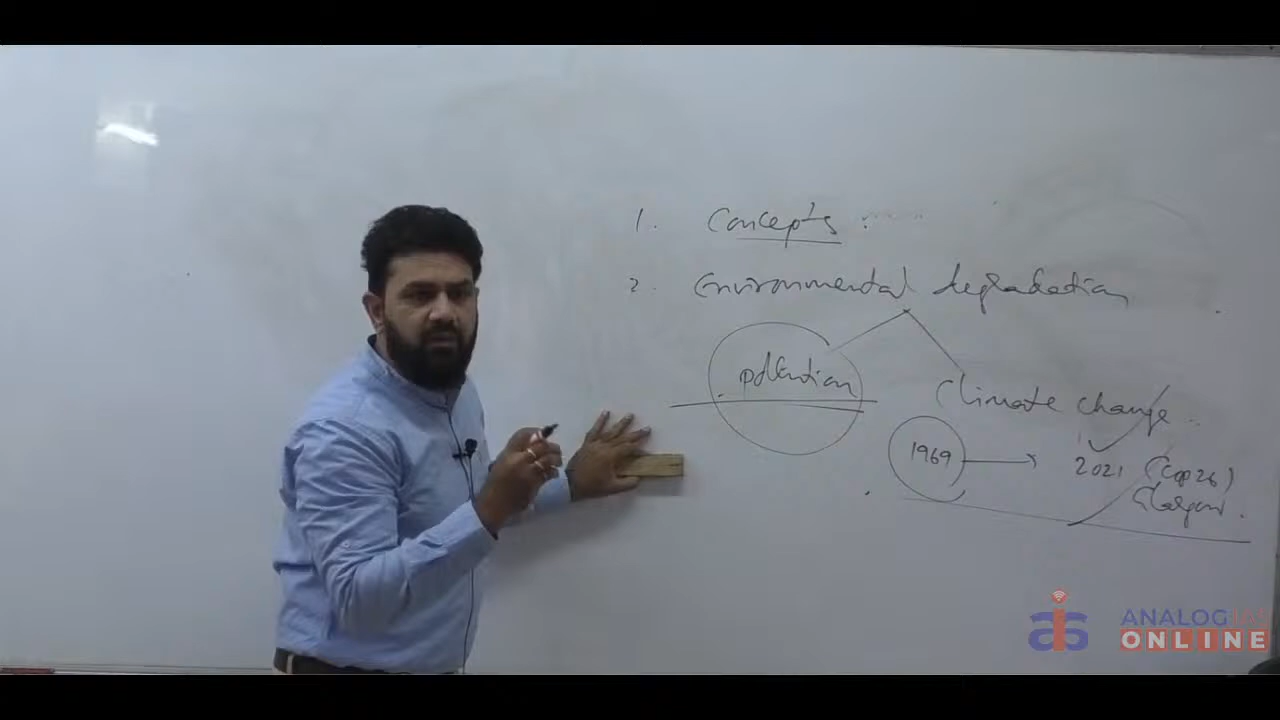 1. Concepts
2. Environmental degradation
pollution
Climate change
1969 → 2021 (Cop26)
Glasgow.
ANALOG IAS
ONLINE